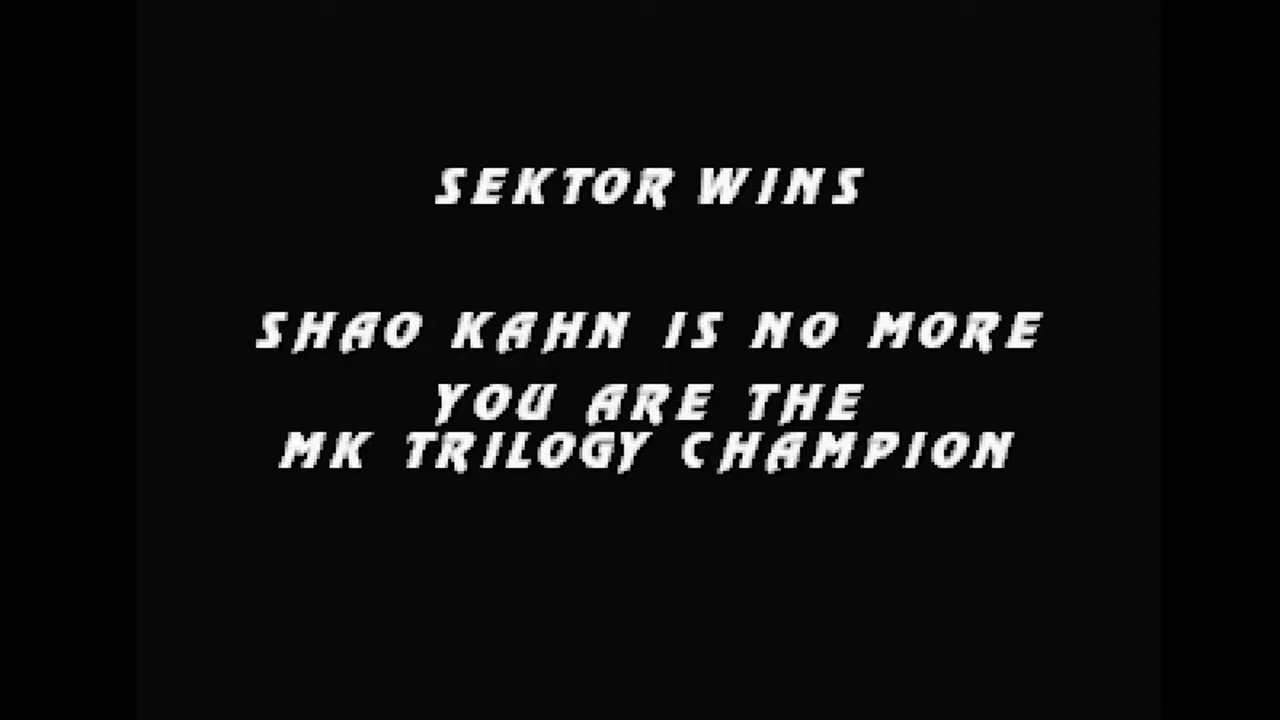 SEKTOR WINS
SHAO KAHN IS NO MORE
YOU ARE THE
MK TRILOGY CHAMPION